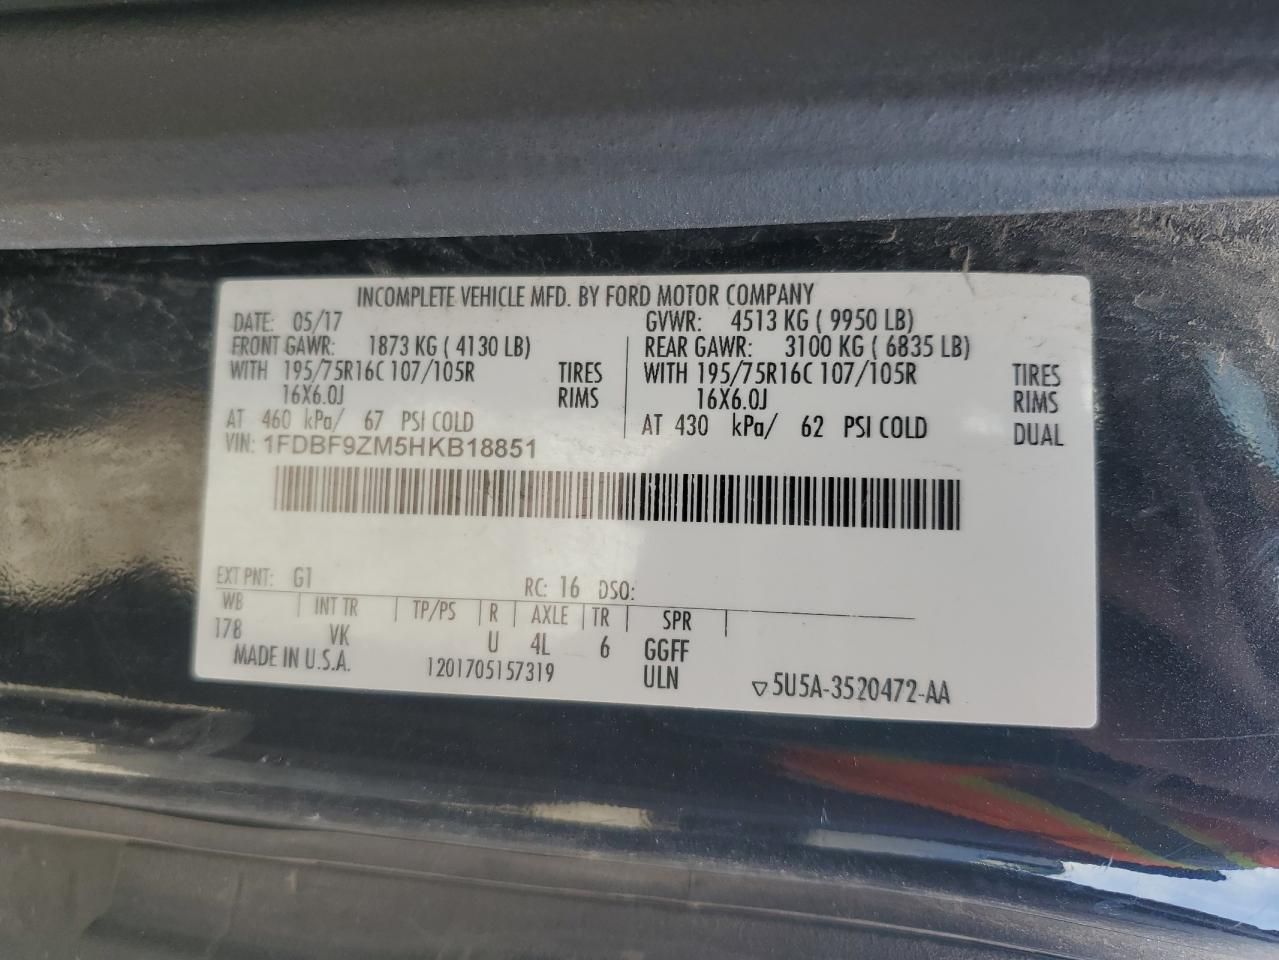 INCOMPLETE VEHICLE MFD. BY FORD MOTOR COMPANY
DATE: 05/17
FRONT GAWR: 1873 KG ( 4130 LB)
WITH 195/75R16C 107/105R TIRES
16X6.0J RIMS
AT 460 kPa/ 67 PSI COLD
GVWR: 4513 KG ( 9950 LB)
REAR GAWR: 3100 KG ( 6835 LB)
WITH 195/75R16C 107/105R TIRES
16X6.0J RIMS
AT 430 kPa/ 62 PSI COLD DUAL
VIN: 1FDBF9ZM5HKB18851
EXT PNT: G1 RC: 16 DSO:
WB INT TR TP/PS R AXLE TR SPR
178 VK U 4L 6 GGFF
MADE IN U.S.A. 1201705157319 ULN ▽5U5A-3520472-AA